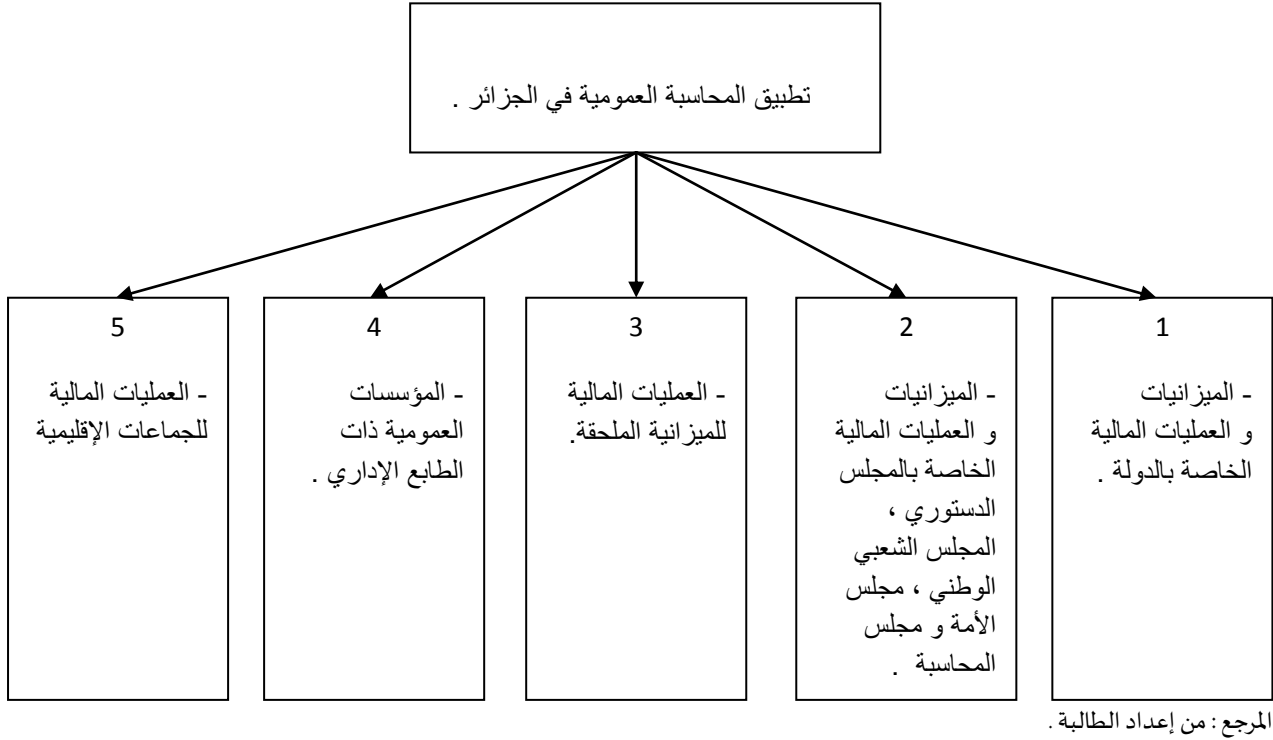 تطبيق المحاسبة العمومية في الجزائر .
1
- الميزانيات
و العمليات المالية
الخاصة بالدولة .
2
- الميزانيات
و العمليات المالية
الخاصة بالمجلس
الدستوري ،
المجلس الشعبي
الوطني ، مجلس
الأمة و مجلس
المحاسبة .
3
- العمليات المالية
للميزانية الملحقة.
4
- المؤسسات
العمومية ذات
الطابع الإداري .
5
- العمليات المالية
للجماعات الإقليمية
المرجع : من إعداد الطالبة .